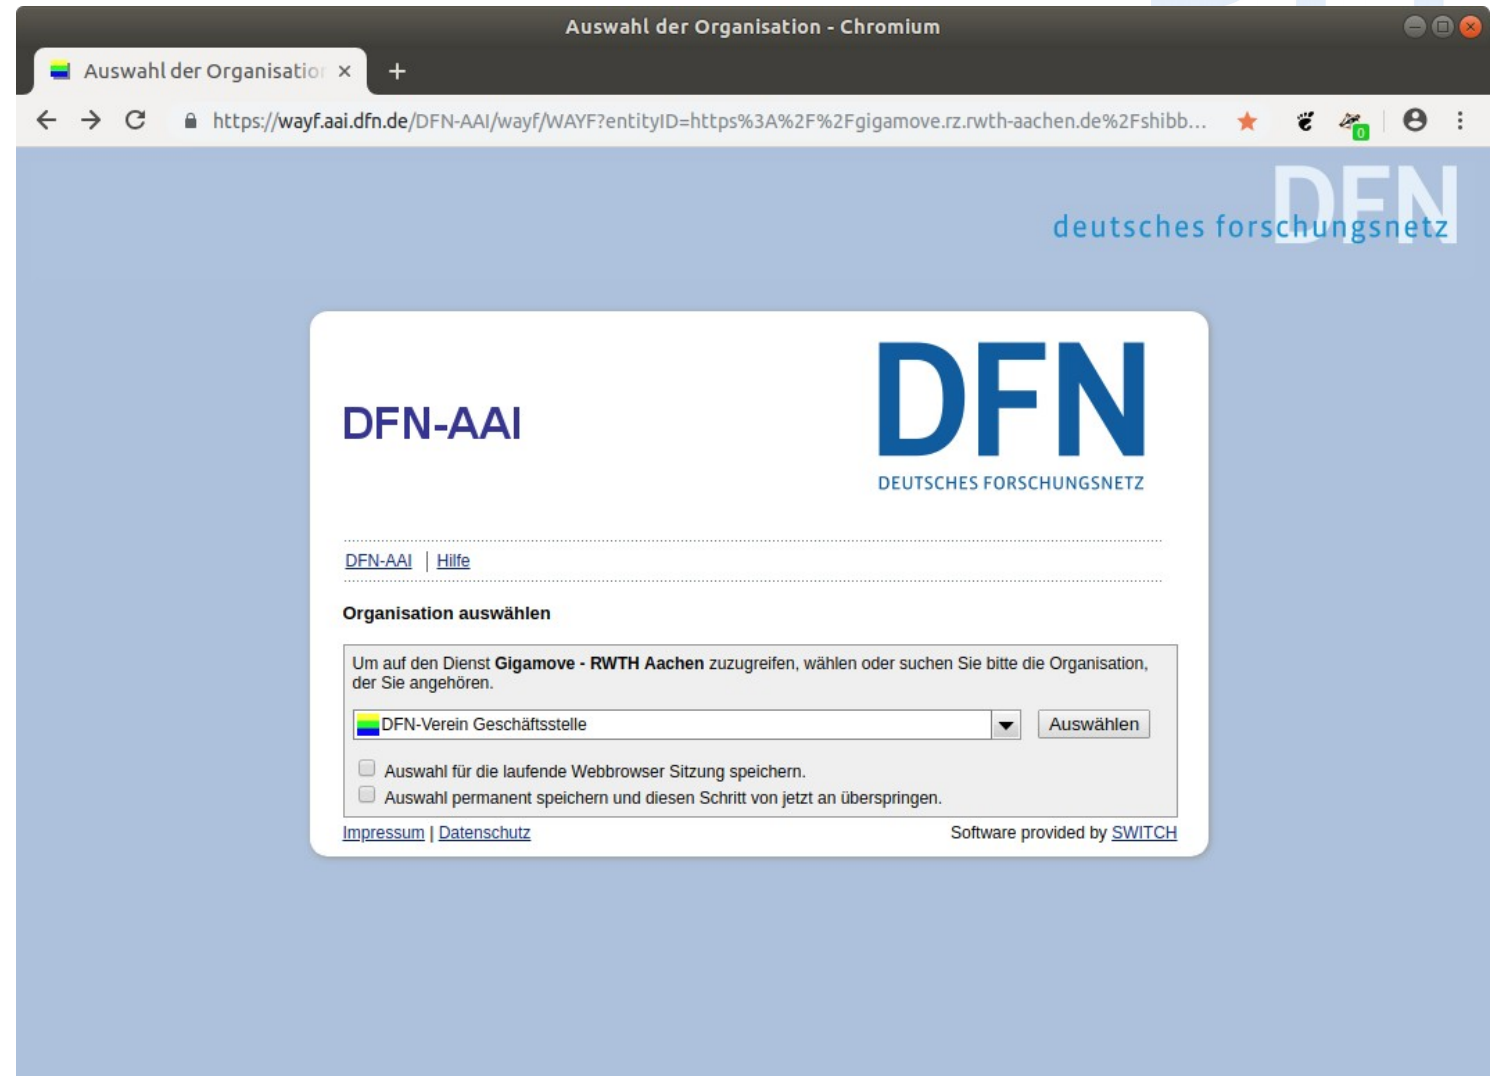 Auswahl der Organisation - Chromium
Auswahl der Organisation
https://wayf.aai.dfn.de/DFN-AAI/wayf/WAYF?entityID=https%3A%2F%2Fgigamove.rz.rwth-aachen.de%2Fshibb...
0
DFN
deutsches forschungsnetz
DFN-AAI
DFN
DEUTSCHES FORSCHUNGSNETZ
DFN-AAI | Hilfe
Organisation auswählen
Um auf den Dienst Gigamove - RWTH Aachen zuzugreifen, wählen oder suchen Sie bitte die Organisation,
der Sie angehören.
DFN-Verein Geschäftsstelle
Auswählen
Auswahl für die laufende Webbrowser Sitzung speichern.
Auswahl permanent speichern und diesen Schritt von jetzt an überspringen.
Impressum | Datenschutz
Software provided by SWITCH